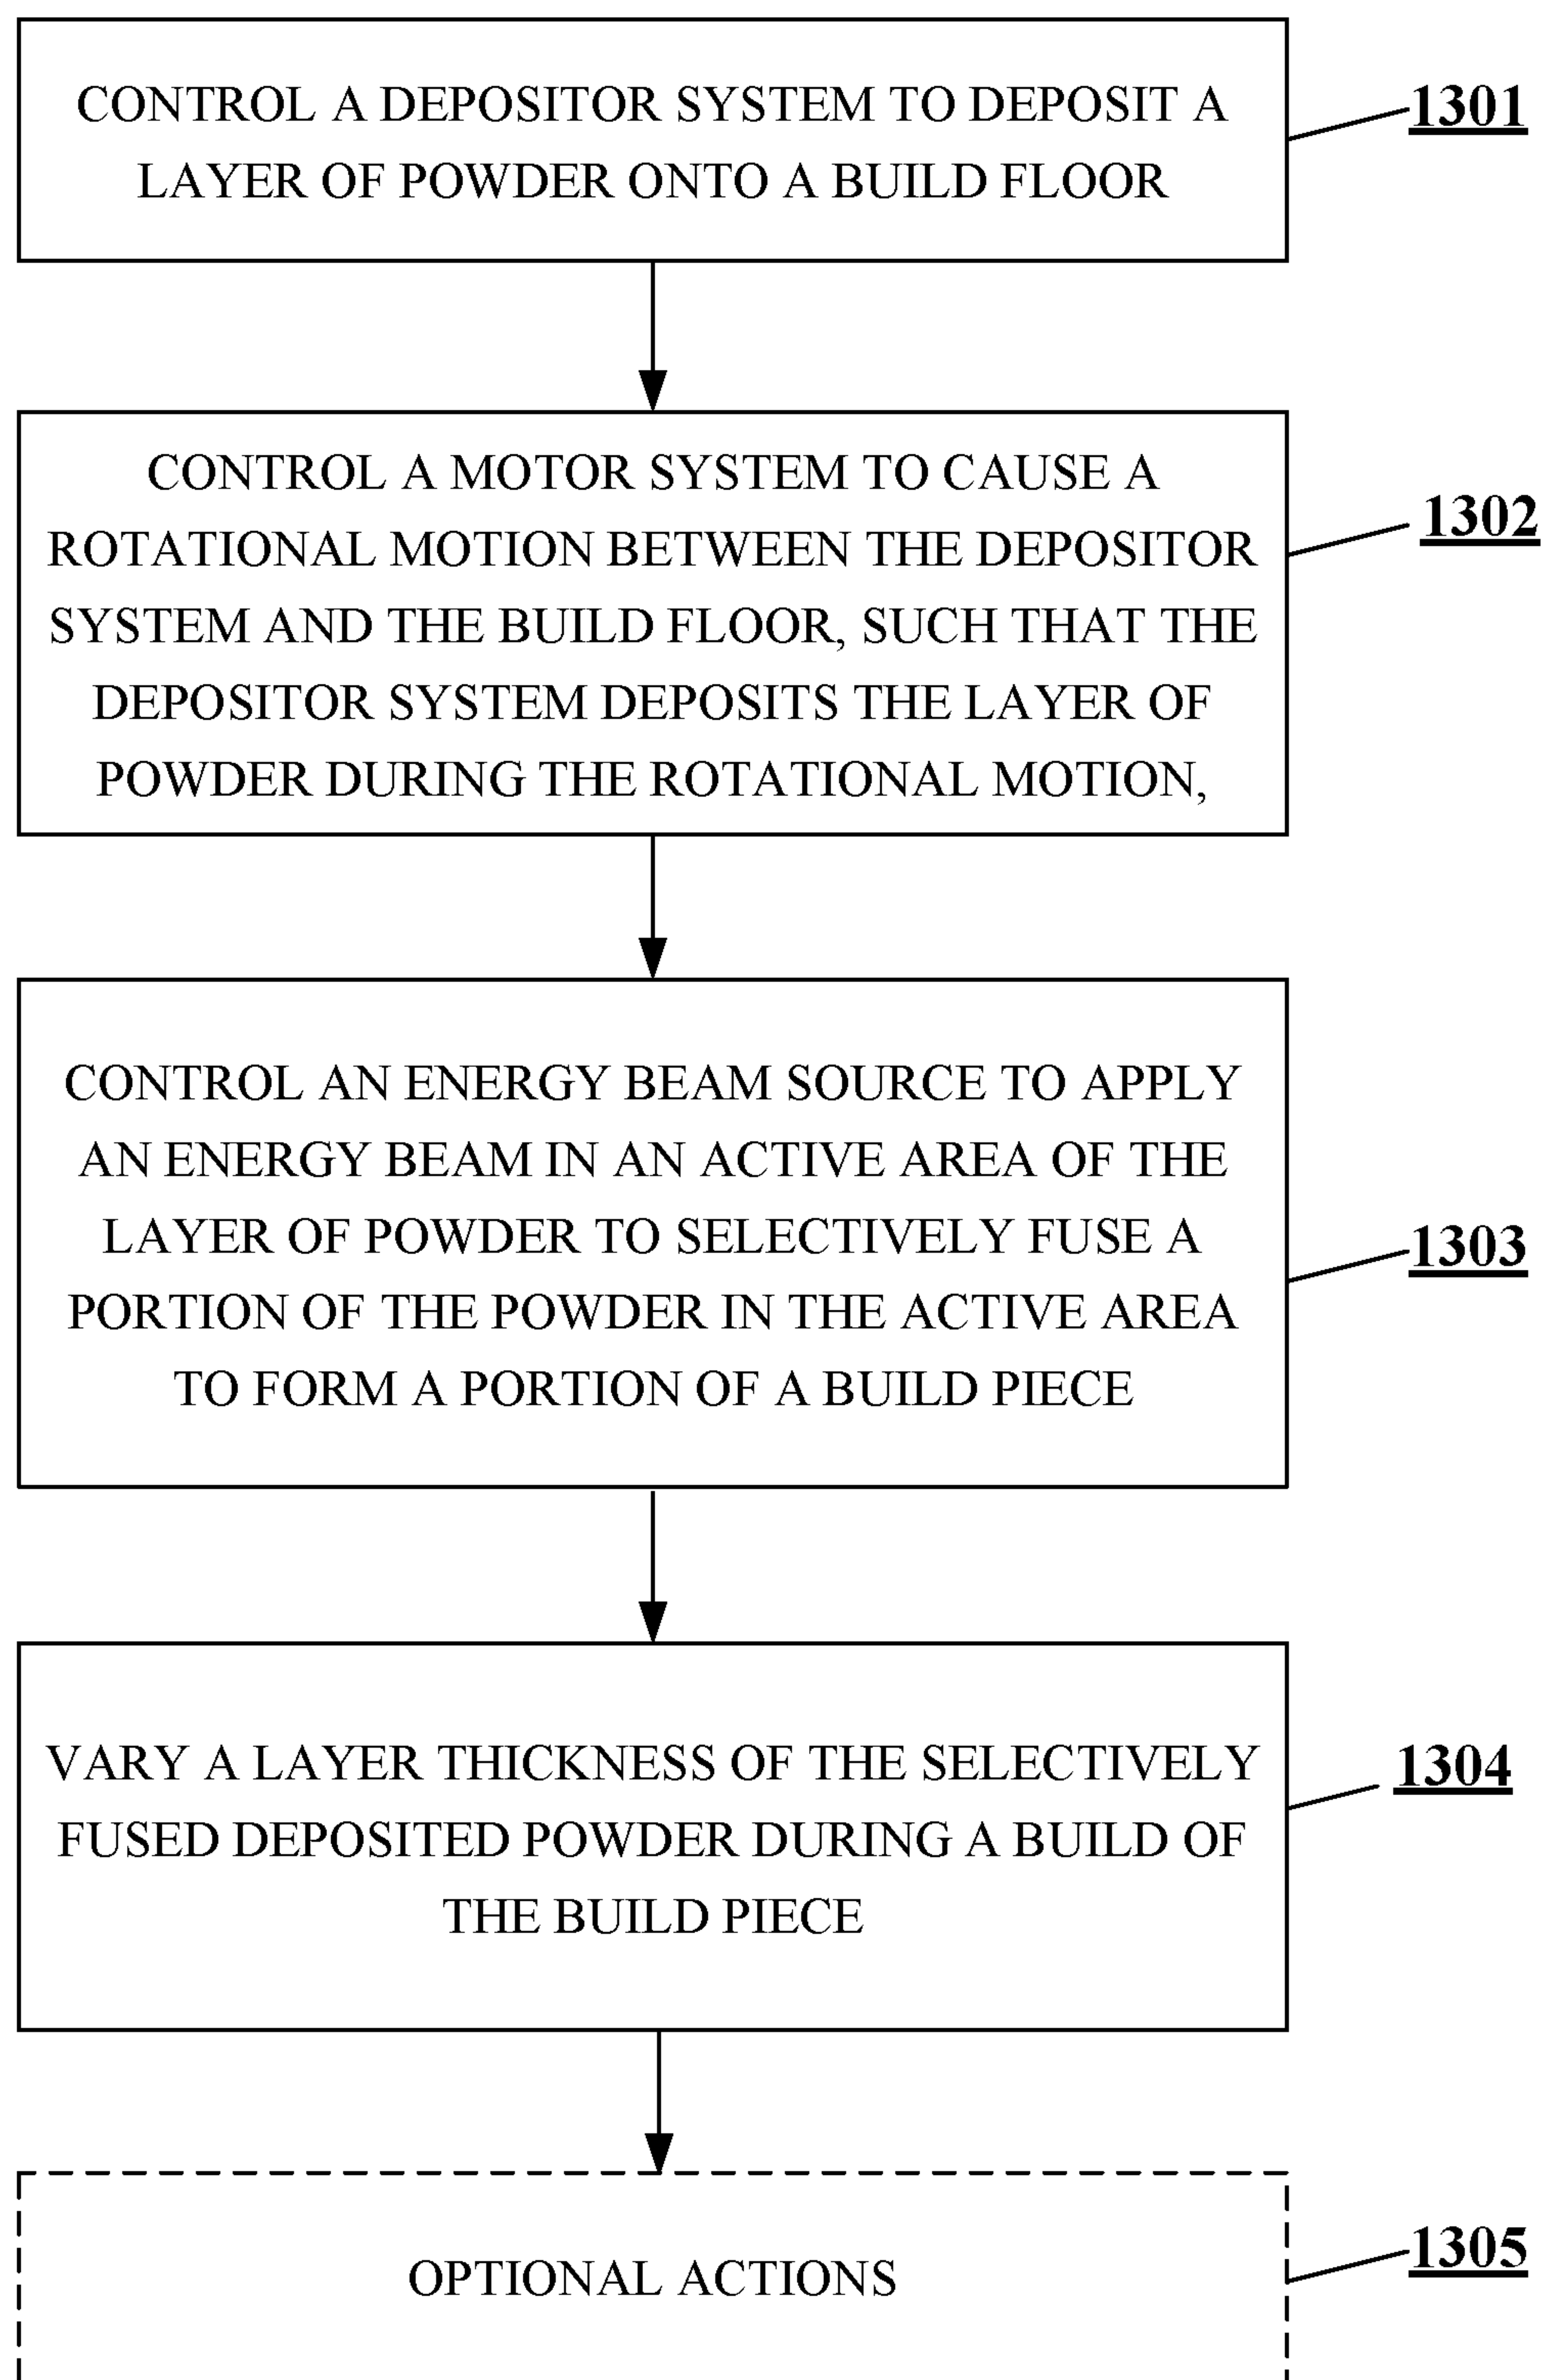 CONTROL A DEPOSITOR SYSTEM TO DEPOSIT A
LAYER OF POWDER ONTO A BUILD FLOOR
1301
CONTROL A MOTOR SYSTEM TO CAUSE A
ROTATIONAL MOTION BETWEEN THE DEPOSITOR
SYSTEM AND THE BUILD FLOOR, SUCH THAT THE
DEPOSITOR SYSTEM DEPOSITS THE LAYER OF
POWDER DURING THE ROTATIONAL MOTION,
1302
CONTROL AN ENERGY BEAM SOURCE TO APPLY
AN ENERGY BEAM IN AN ACTIVE AREA OF THE
LAYER OF POWDER TO SELECTIVELY FUSE A
PORTION OF THE POWDER IN THE ACTIVE AREA
TO FORM A PORTION OF A BUILD PIECE
1303
VARY A LAYER THICKNESS OF THE SELECTIVELY
FUSED DEPOSITED POWDER DURING A BUILD OF
THE BUILD PIECE
1304
OPTIONAL ACTIONS
1305